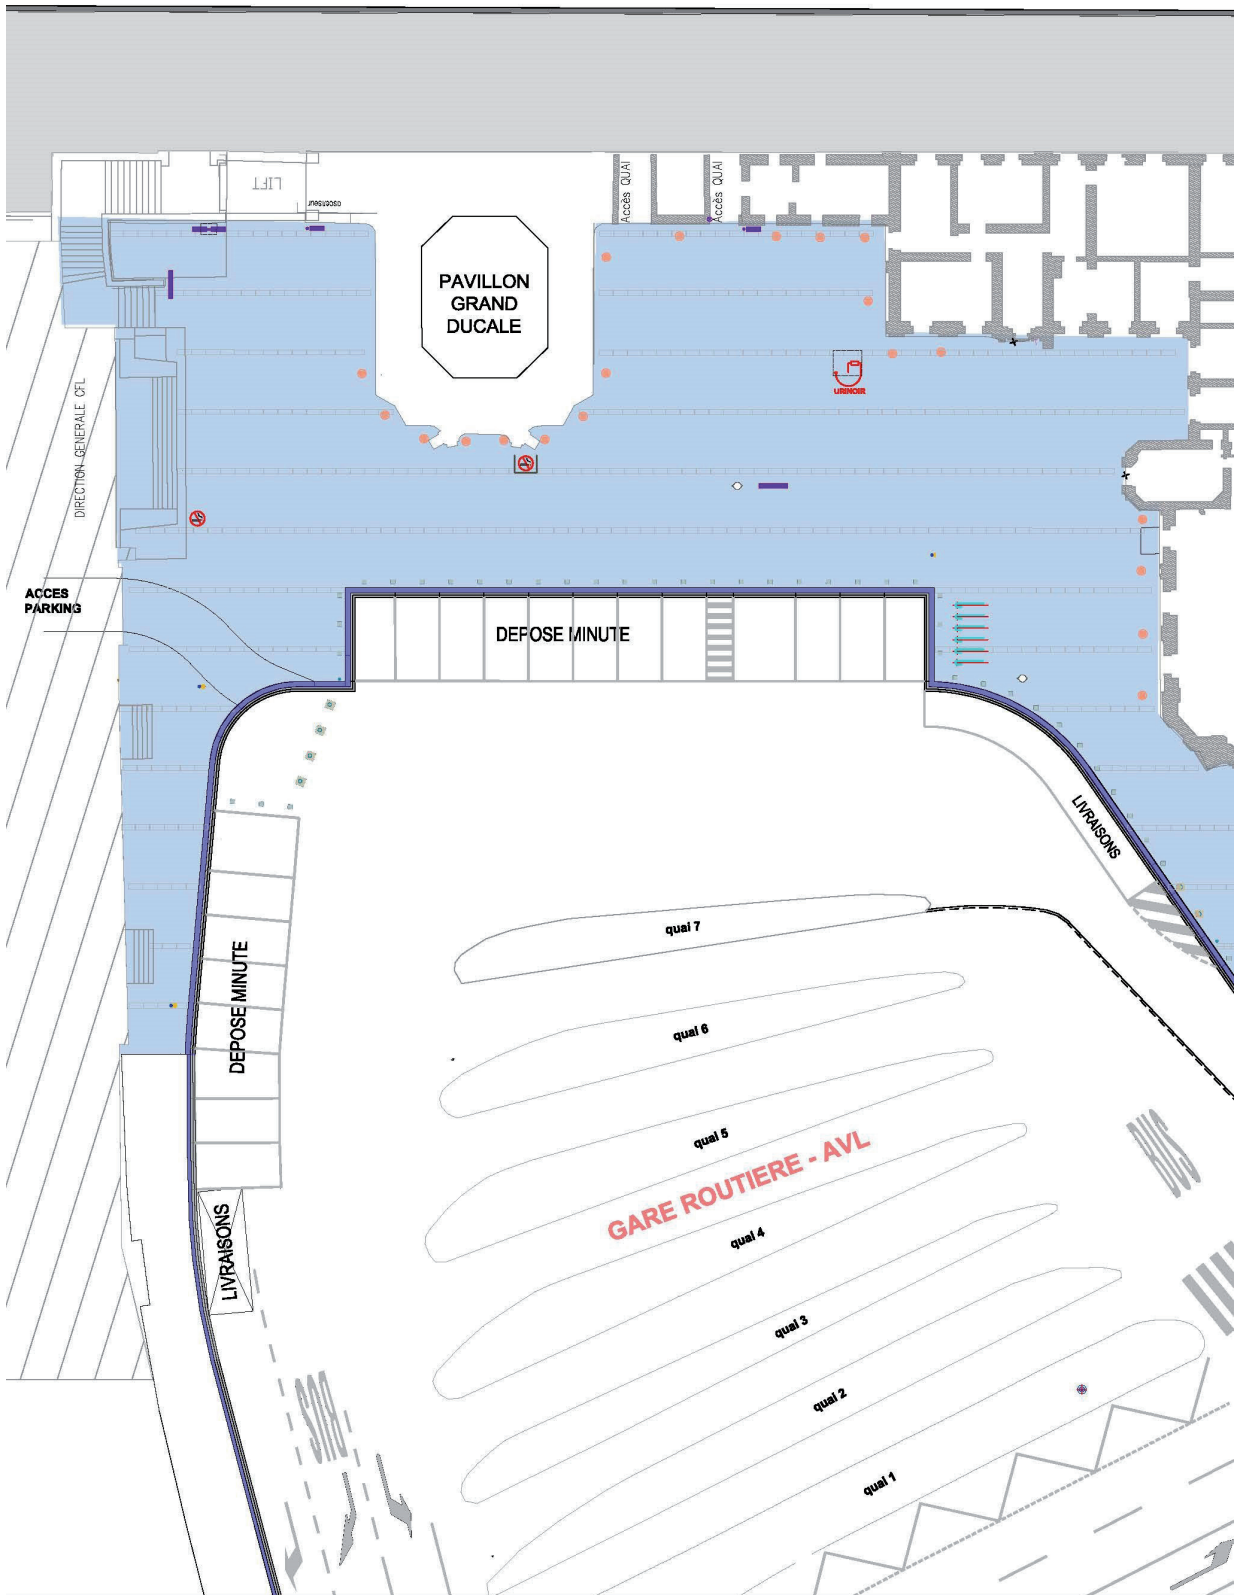 LIFT
ascenseur
Accès QUAI
Accès QUAI
PAVILLON
GRAND
DUCALE
URINOIR
DIRECTION GENERALE CFL
ACCES
PARKING
DEPOSE MINUTE
LIVRAISONS
quai 7
DEPOSE MINUTE
quai 6
quai 5
GARE ROUTIERE - AVL
quai 4
LIVRAISONS
quai 3
quai 2
BUS
quai 1